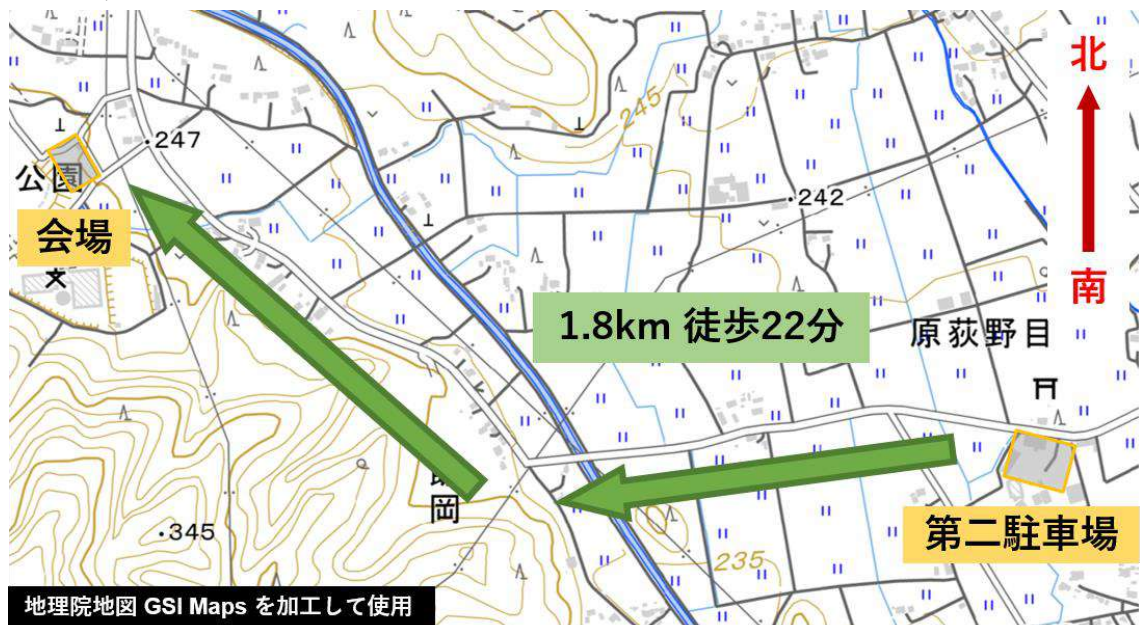 北
245
247
公園
242
会場
南
1.8km 徒歩22分
原荻野目
岡
345
235
第二駐車場
地理院地図 GSI Maps を加工して使用